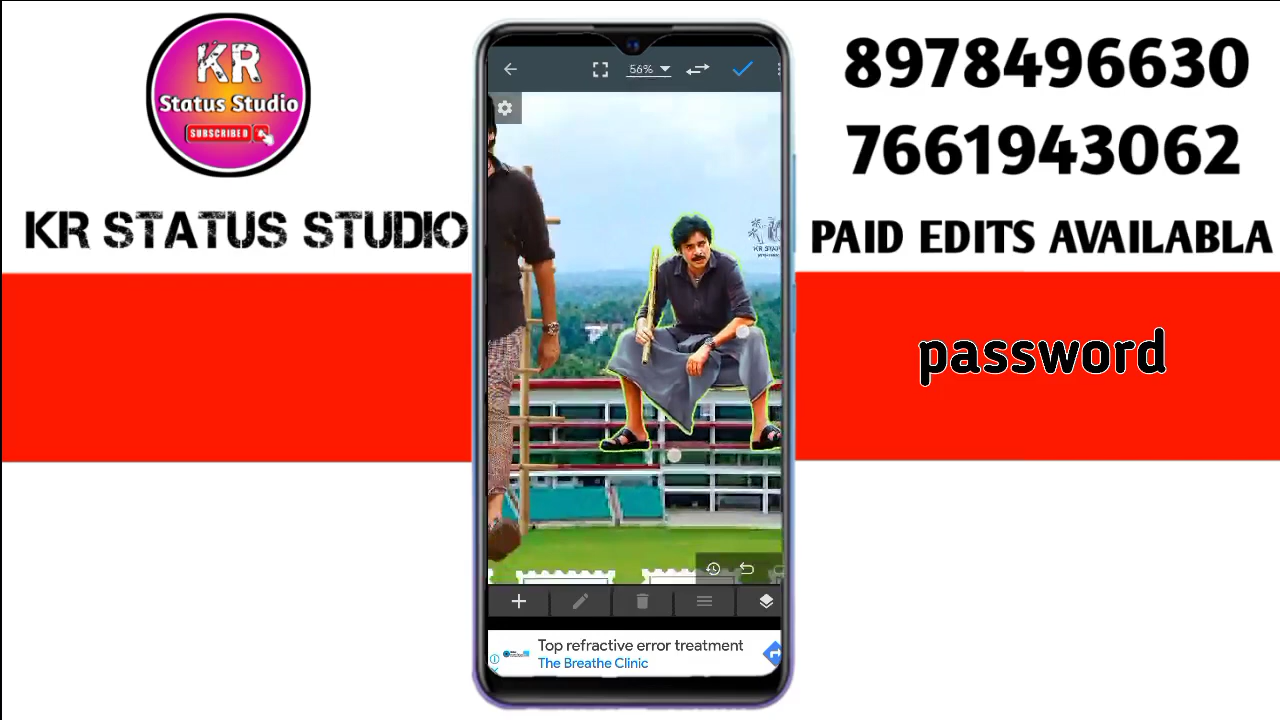 KR
Status Studio
SUBSCRIBED
KR STATUS STUDIO
56%
Top refractive error treatment
The Breathe Clinic
8978496630
7661943062
PAID EDITS AVAILABLA
password